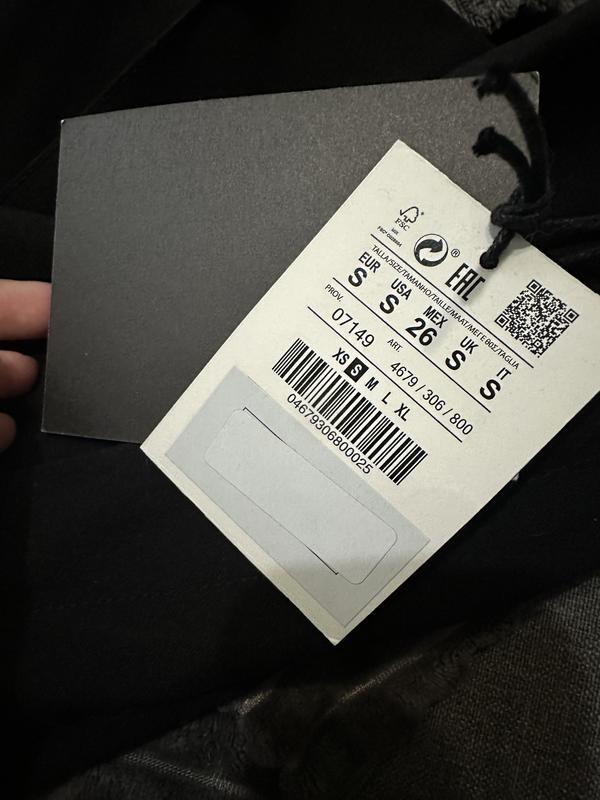 FSC
MIX
®
EAC
TALLA/SIZE/TAMANHO/TAILLE/MAAT/ΜΕΓΕΘΟΣ/TAGLIA
EUR USA MEX UK IT
S S 26 S S
PROV. 07149 ART. 4679 / 306 / 800
XS S M L XL
04679306800025